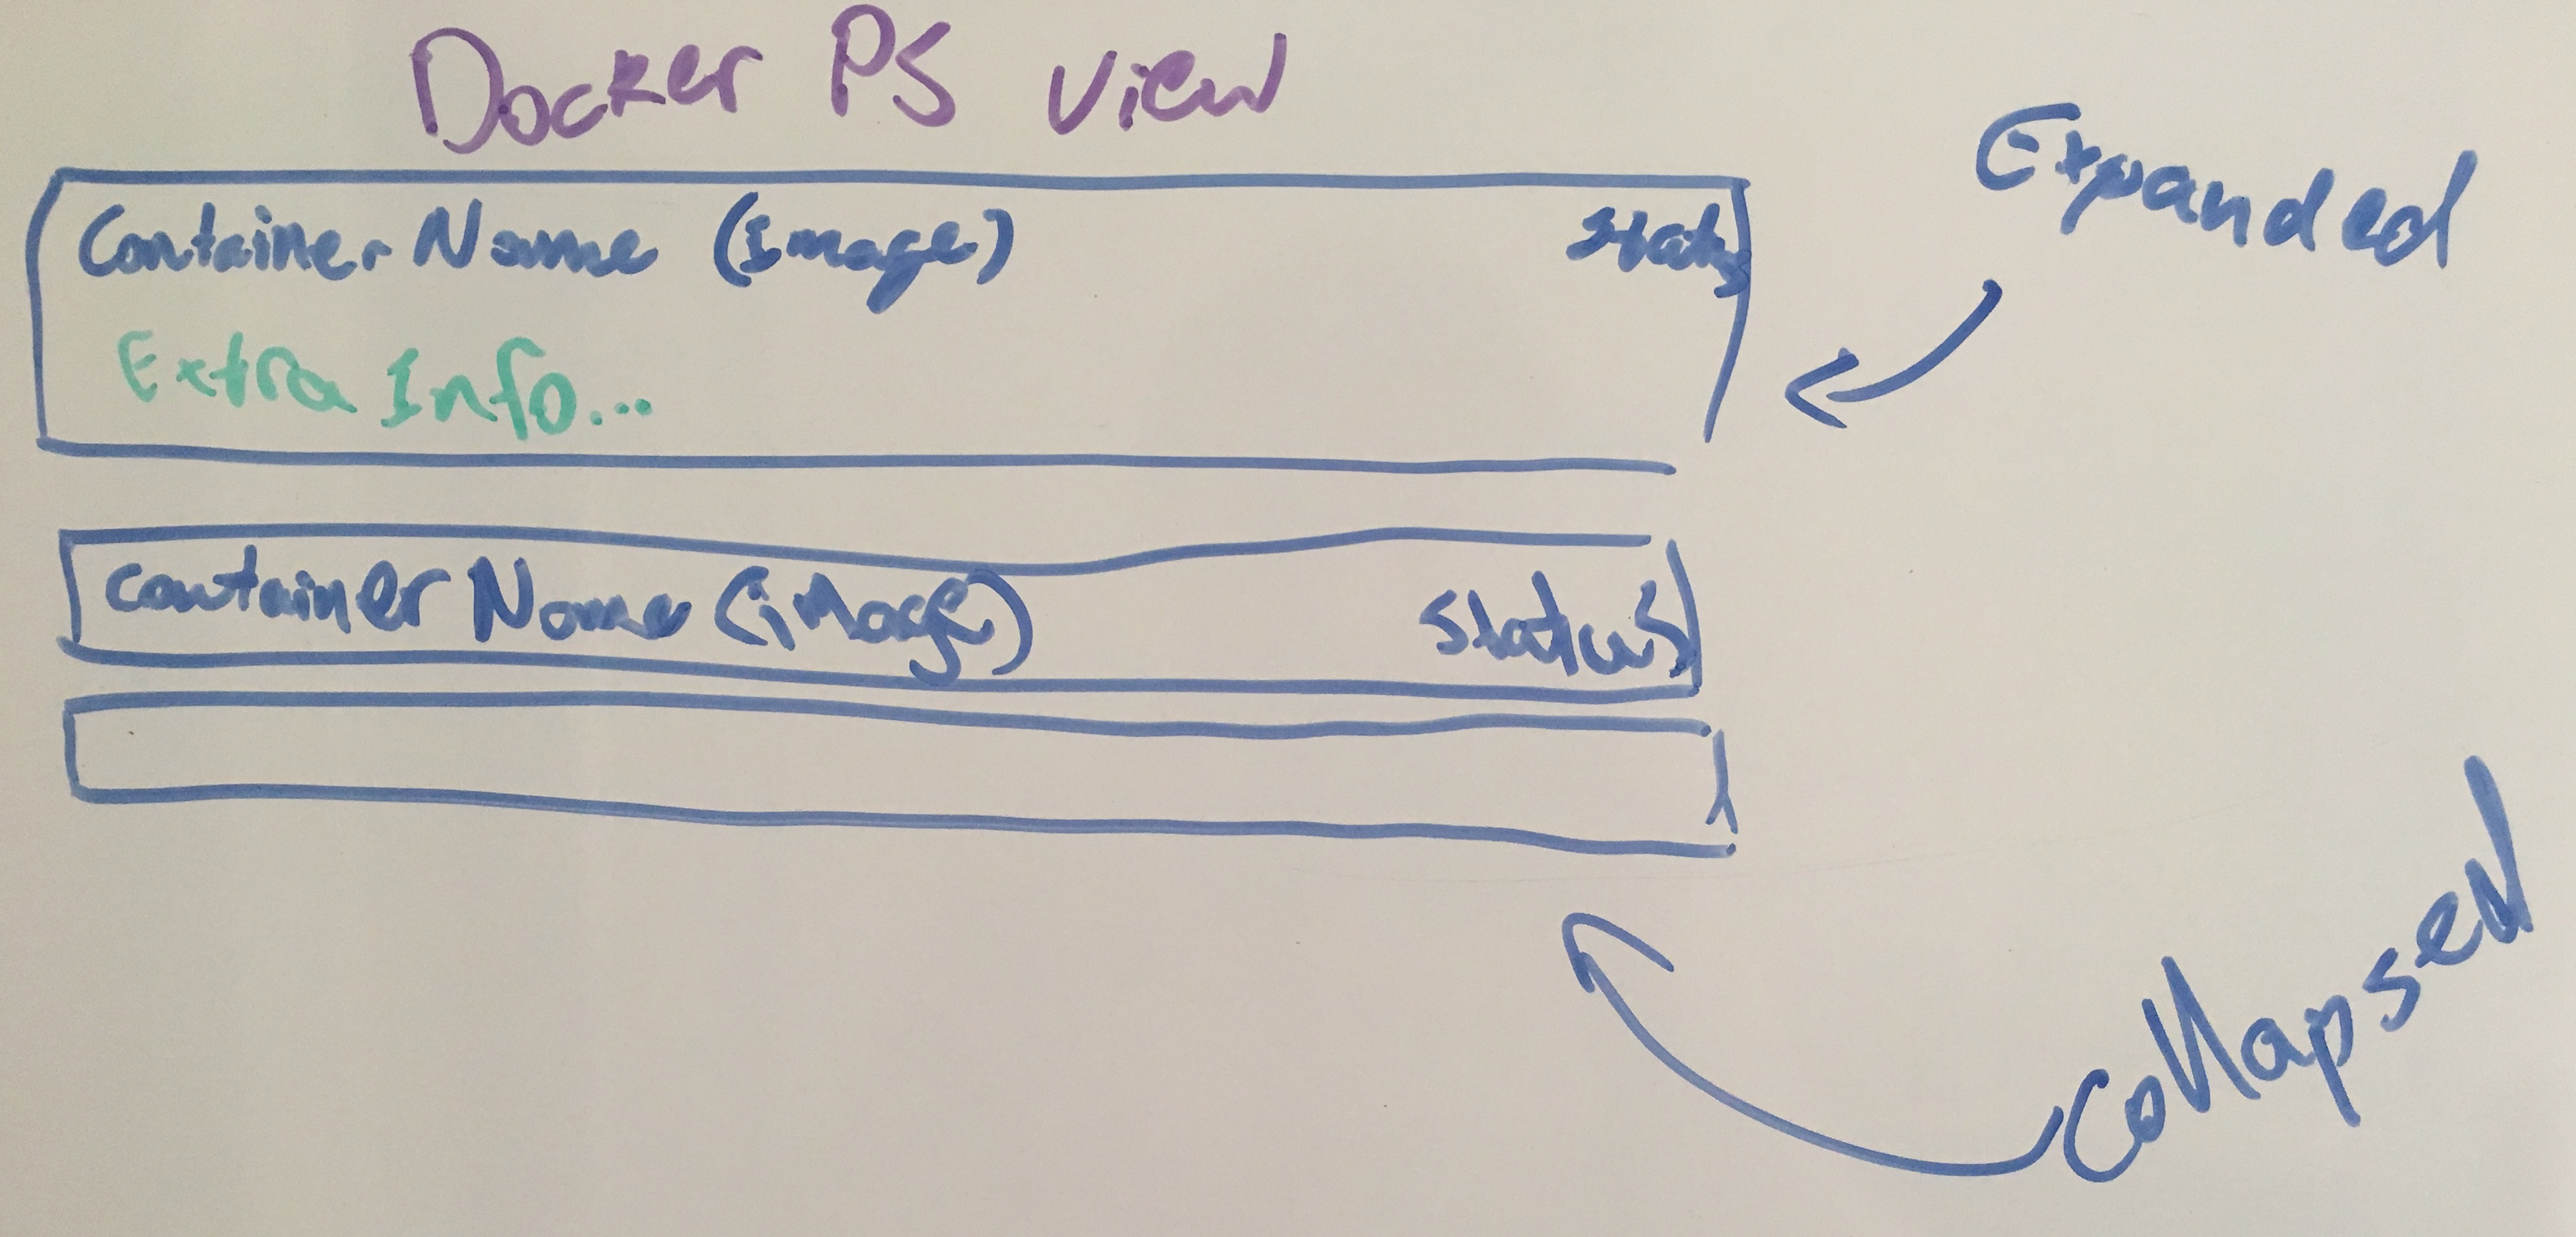 Docker PS View
Container Name (Image) Status
Extra Info...
Expanded
Container Name (image) Status
Collapsed